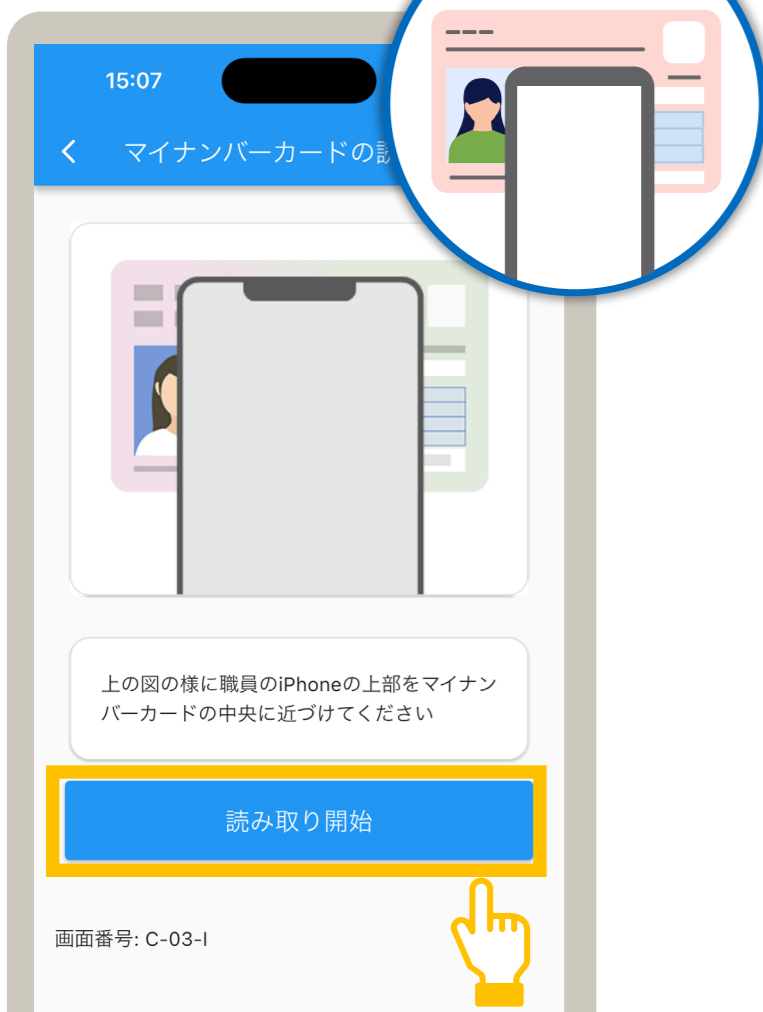 15:07
マイナンバーカードの
上の図の様に職員のiPhoneの上部をマイナン
バーカードの中央に近づけてください
読み取り開始
画面番号: C-03-I